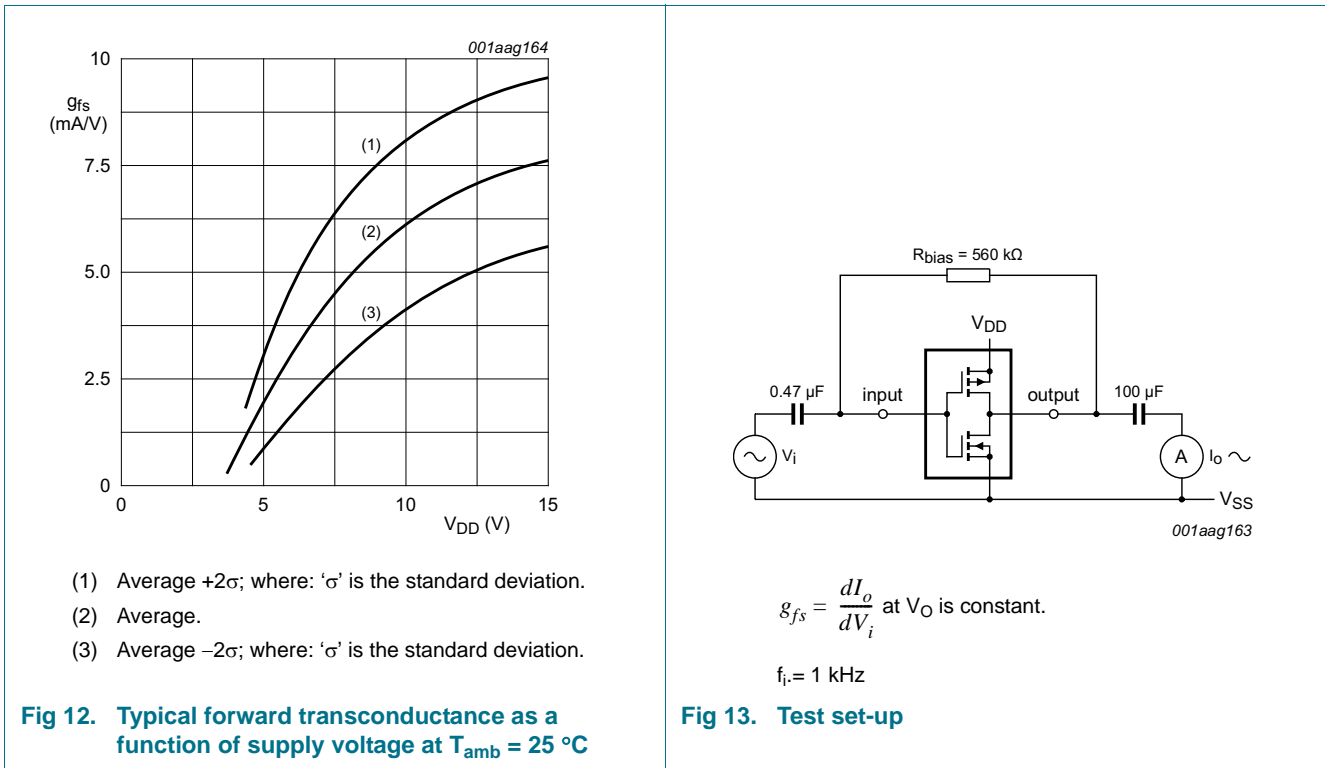 001aag164
10
gfs
(mA/V)
7.5
5.0
2.5
0
(1)
(2)
(3)
0
5
10
15
VDD (V)
(1) Average +2σ; where: ‘σ’ is the standard deviation.
(2) Average.
(3) Average −2σ; where: ‘σ’ is the standard deviation.
Fig 12. Typical forward transconductance as a
function of supply voltage at Tamb = 25 °C
Rbias = 560 kΩ
VDD
0.47 µF
input
output
100 µF
Vi
A
Io
VSS
001aag163
gfs = dIo/dVi at VO is constant.
fi.= 1 kHz
Fig 13. Test set-up